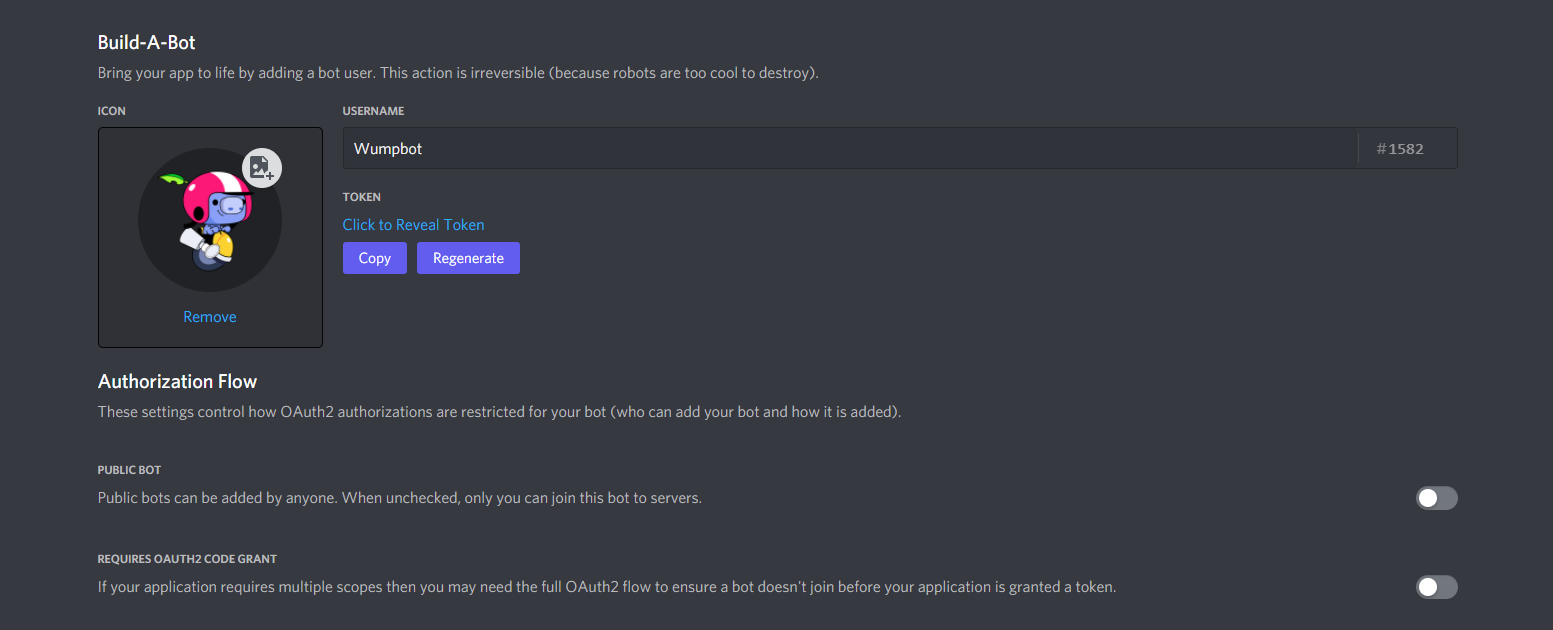 Build-A-Bot
Bring your app to life by adding a bot user. This action is irreversible (because robots are too cool to destroy).
ICON
USERNAME
Wumpbot
#1582
TOKEN
Click to Reveal Token
Copy
Regenerate
Remove
Authorization Flow
These settings control how OAuth2 authorizations are restricted for your bot (who can add your bot and how it is added).
PUBLIC BOT
Public bots can be added by anyone. When unchecked, only you can join this bot to servers.
REQUIRES OAUTH2 CODE GRANT
If your application requires multiple scopes then you may need the full OAuth2 flow to ensure a bot doesn't join before your application is granted a token.